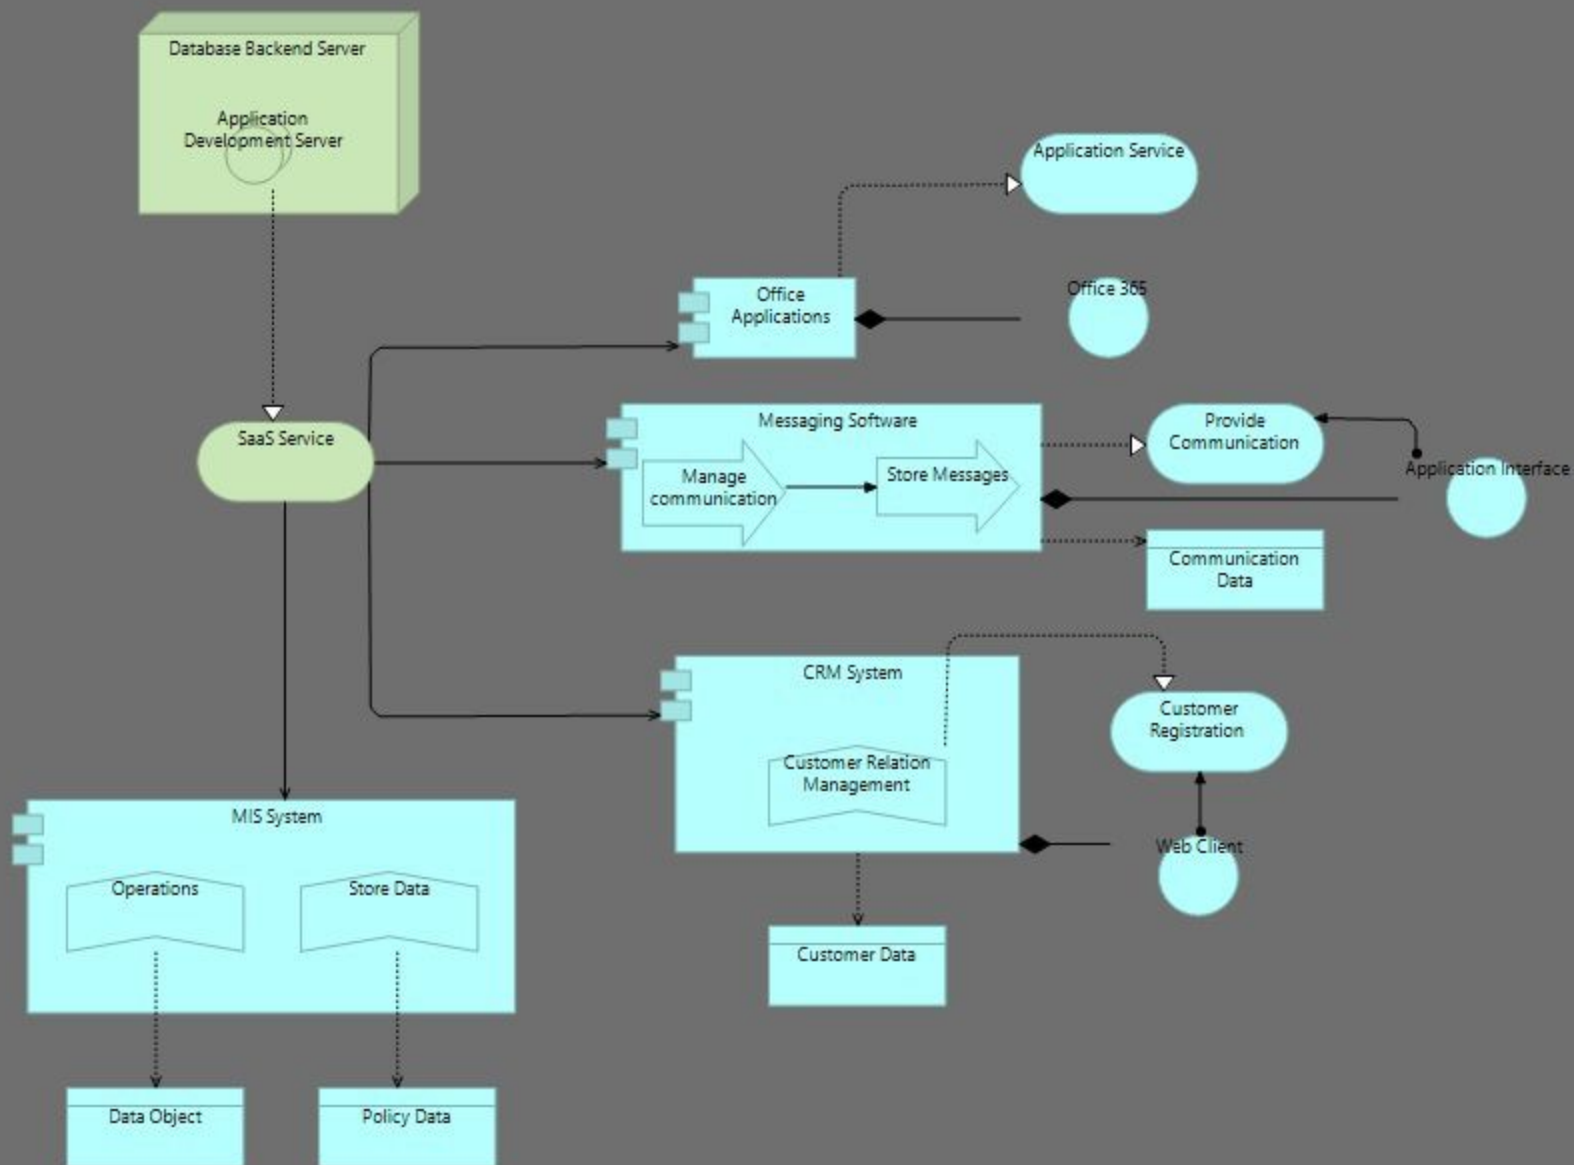 Database Backend Server
Application
Development Server
Application Service
Office
Applications
Office 365
SaaS Service
Messaging Software
Manage
communication
Store Messages
Provide
Communication
Application Interface
Communication
Data
CRM System
Customer Relation
Management
Customer
Registration
Web Client
MIS System
Operations
Store Data
Customer Data
Data Object
Policy Data